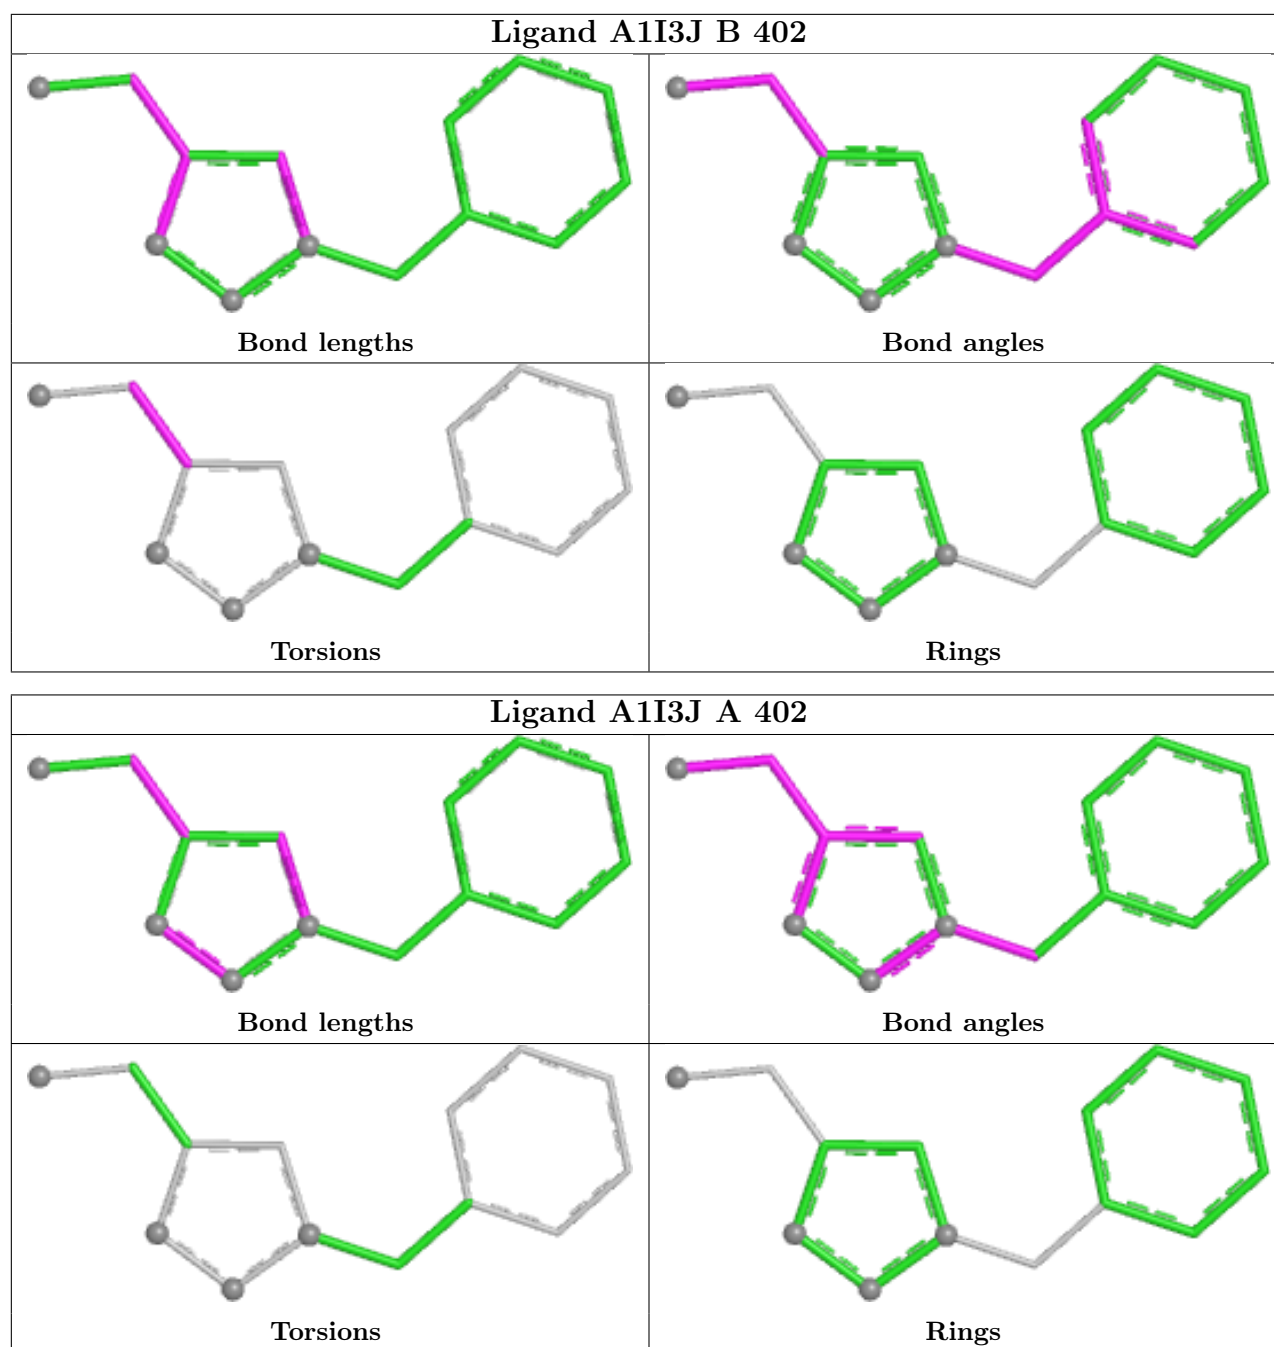 Ligand A1I3J B 402
Bond lengths
Bond angles
Torsions
Rings
Ligand A1I3J A 402
Bond lengths
Bond angles
Torsions
Rings